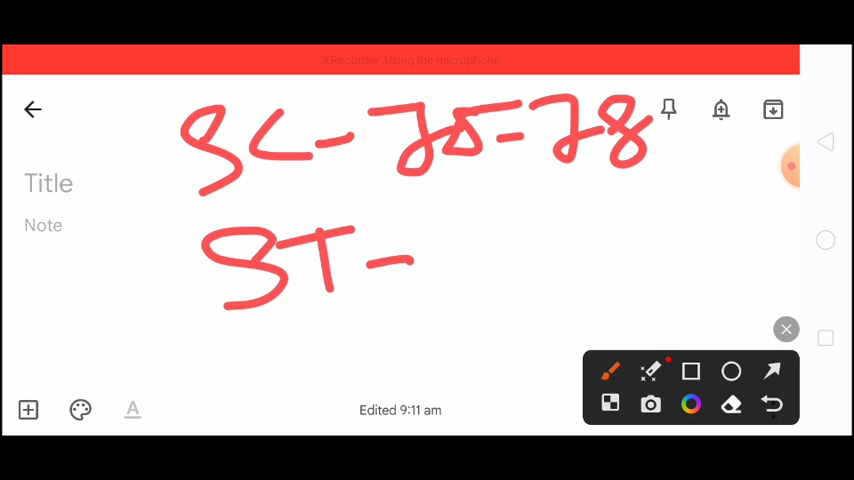 "XRecorder",Using the microphone
SC-75-78
Title
Note
ST-
A
Edited 9:11 am